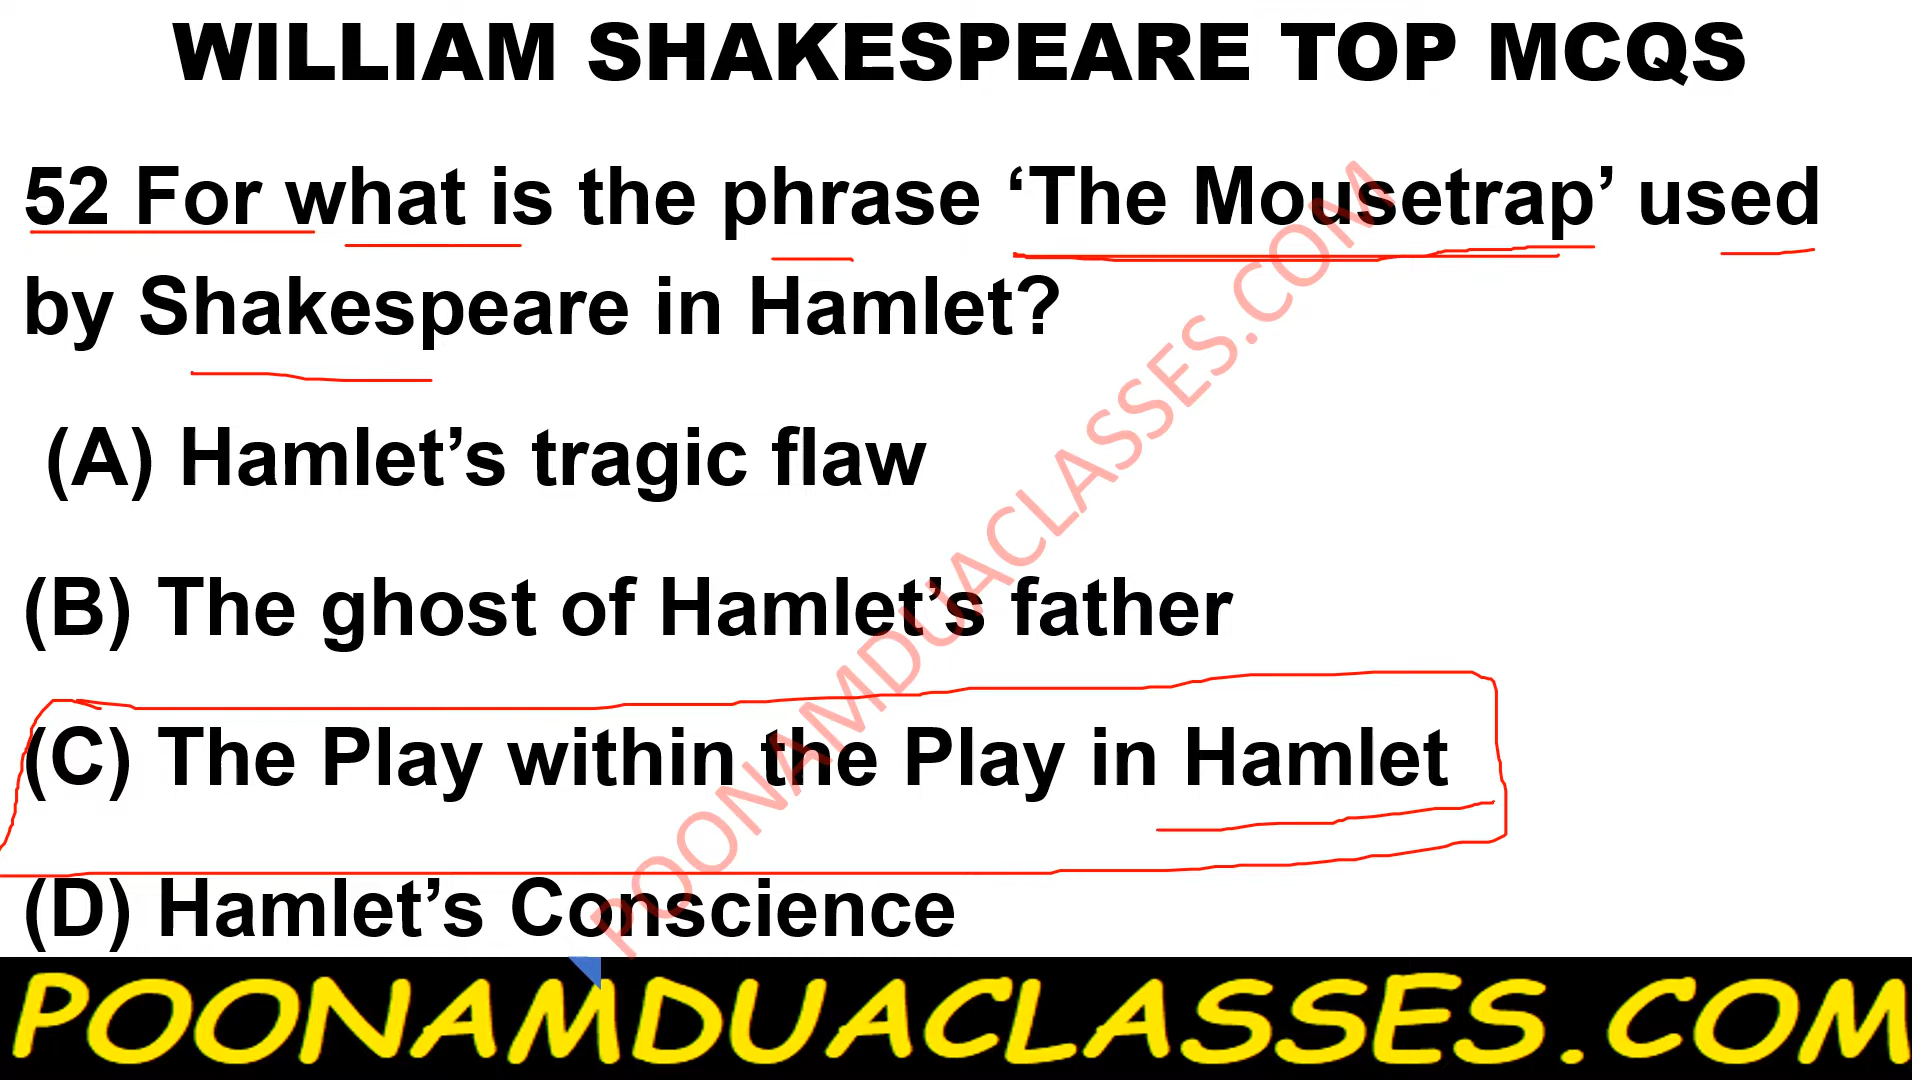 WILLIAM SHAKESPEARE TOP MCQS
52 For what is the phrase ‘The Mousetrap’ used
by Shakespeare in Hamlet?
(A) Hamlet’s tragic flaw
(B) The ghost of Hamlet’s father
(C) The Play within the Play in Hamlet
(D) Hamlet’s Conscience
POONAMDUACLASSES.COM
POONAMDUACLASSES.COM